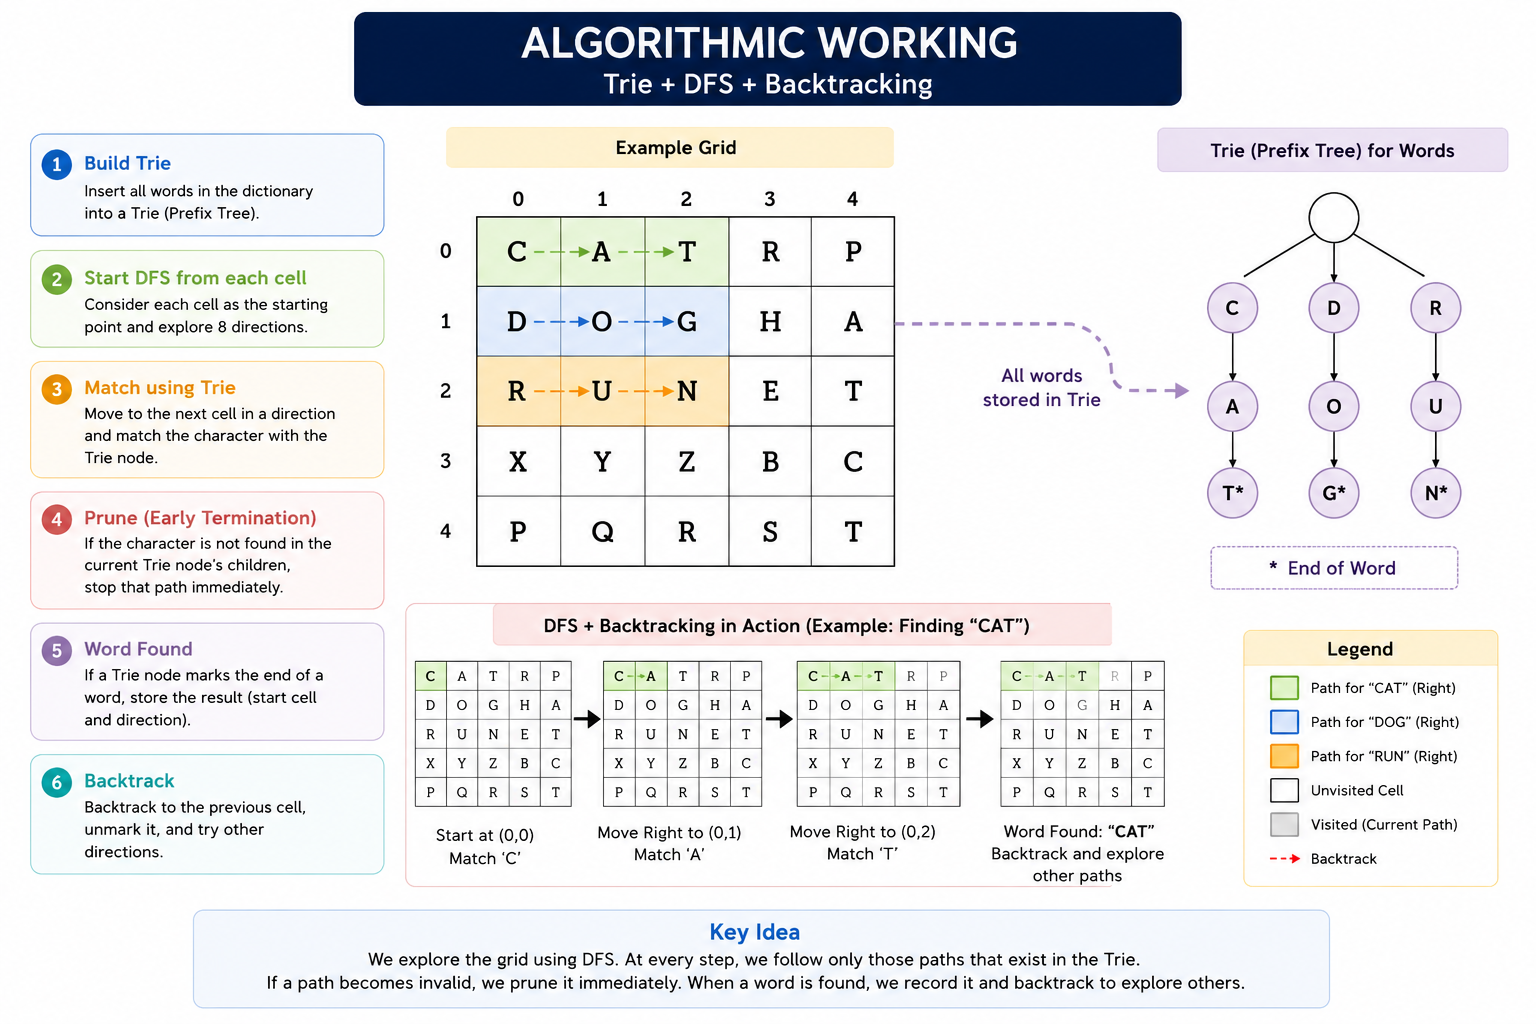 ALGORITHMIC WORKING
Trie + DFS + Backtracking
1 Build Trie
Insert all words in the dictionary
into a Trie (Prefix Tree).
2 Start DFS from each cell
Consider each cell as the starting
point and explore 8 directions.
3 Match using Trie
Move to the next cell in a direction
and match the character with the
Trie node.
4 Prune (Early Termination)
If the character is not found in the
current Trie node's children,
stop that path immediately.
5 Word Found
If a Trie node marks the end of a
word, store the result (start cell
and direction).
6 Backtrack
Backtrack to the previous cell,
unmark it, and try other
directions.
Example Grid
0 1 2 3 4
0 C A T R P
1 D O G H A
2 R U N E T
3 X Y Z B C
4 P Q R S T
All words
stored in Trie
Trie (Prefix Tree) for Words
C D R
A O U
T* G* N*
* End of Word
DFS + Backtracking in Action (Example: Finding “CAT”)
C A T R P
D O G H A
R U N E T
X Y Z B C
P Q R S T
Start at (0,0)
Match ‘C’
C A T R P
D O G H A
R U N E T
X Y Z B C
P Q R S T
Move Right to (0,1)
Match ‘A’
C A T R P
D O G H A
R U N E T
X Y Z B C
P Q R S T
Move Right to (0,2)
Match ‘T’
C A T R P
D O G H A
R U N E T
X Y Z B C
P Q R S T
Word Found: “CAT”
Backtrack and explore
other paths
Legend
Path for “CAT” (Right)
Path for “DOG” (Right)
Path for “RUN” (Right)
Unvisited Cell
Visited (Current Path)
Backtrack
Key Idea
We explore the grid using DFS. At every step, we follow only those paths that exist in the Trie.
If a path becomes invalid, we prune it immediately. When a word is found, we record it and backtrack to explore others.